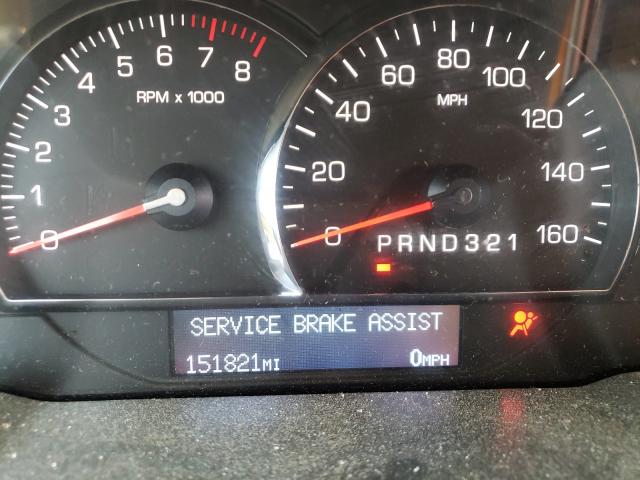 0 1 2 3 4 5 6 7 8
RPM x 1000
0 20 40 60 80 100 120 140 160
MPH
PRND321
SERVICE BRAKE ASSIST
151821MI 0MPH